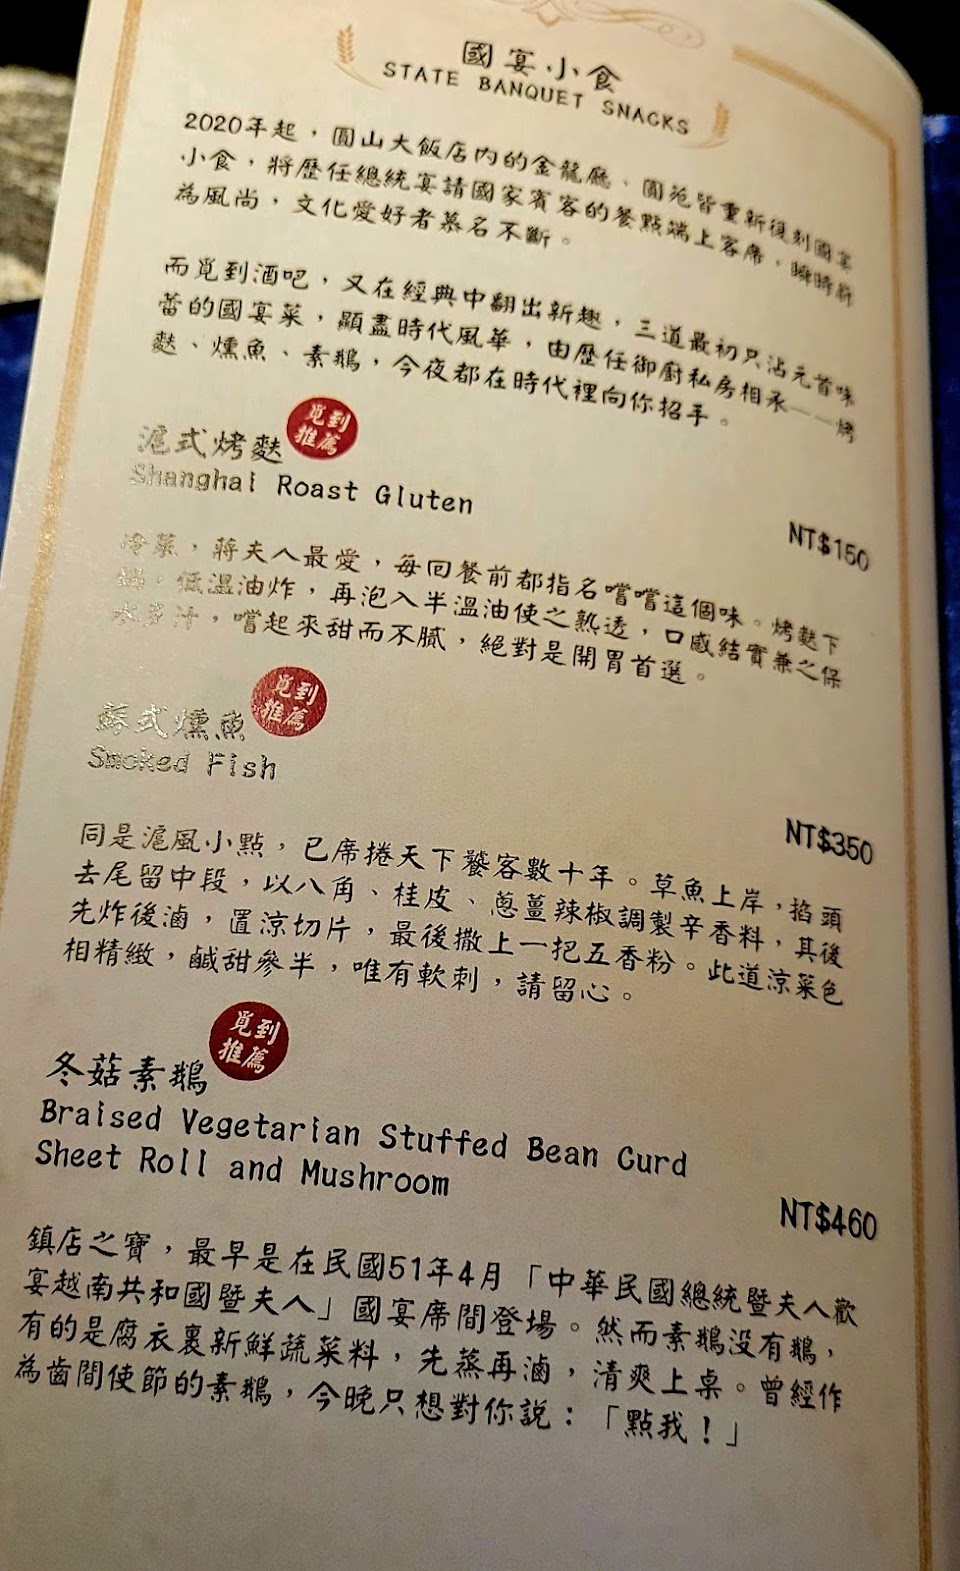 國宴小食
STATE BANQUET SNACKS
2020年起，圓山大飯店內的金龍廳、圓苑皆重新復刻國宴
小食，將歷任總統宴請國家賓客的餐點端上客席，瞬時蔚
為風尚，文化愛好者慕名不斷。
而覓到酒吧，又在經典中翻出新趣，三道最初只沾元首味
蕾的國宴菜，顯盡時代風華，由歷任御廚私房相承──烤
麩、燻魚、素鵝，今夜都在時代裡向你招手。
滬式烤麩
覓到
推薦
Shanghai Roast Gluten
NT$150
冷菜，蔣夫人最愛，每回餐前都指名嚐嚐這個味。烤麩下
鍋，低溫油炸，再泡入半溫油使之熟透，口感結實兼之保
水多汁，嚐起來甜而不膩，絕對是開胃首選。
蘇式燻魚
覓到
推薦
Smoked Fish
NT$350
同是滬風小點，已席捲天下饕客數十年。草魚上岸，掐頭
去尾留中段，以八角、桂皮、蔥薑辣椒調製辛香料，其後
先炸後滷，置涼切片，最後撒上一把五香粉。此道涼菜色
相精緻，鹹甜參半，唯有軟刺，請留心。
冬菇素鵝
覓到
推薦
Braised Vegetarian Stuffed Bean Curd
Sheet Roll and Mushroom
NT$460
鎮店之寶，最早是在民國51年4月「中華民國總統暨夫人歡
宴越南共和國暨夫人」國宴席間登場。然而素鵝沒有鵝，
有的是腐衣裹新鮮蔬菜料，先蒸再滷，清爽上桌。曾經作
為齒間使節的素鵝，今晚只想對你說：「點我！」